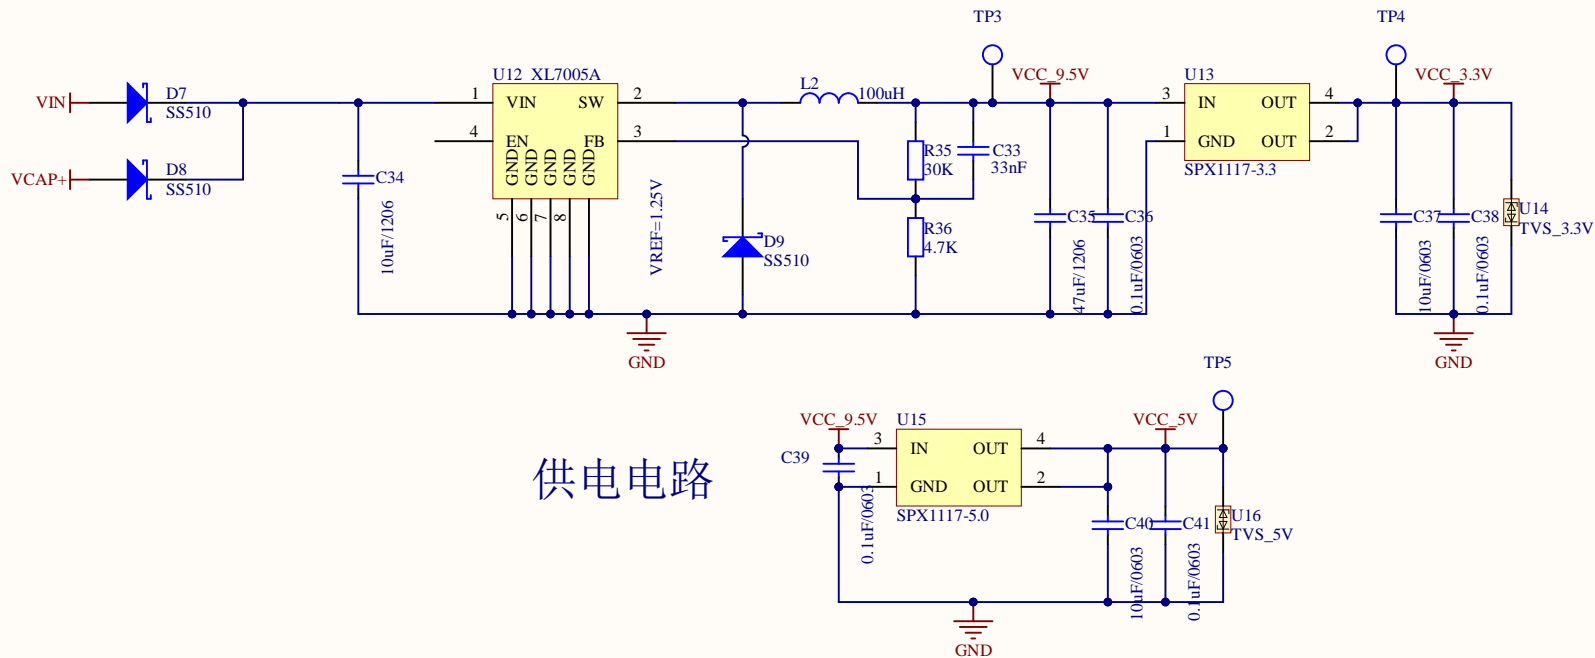 TP3
TP4
U12 XL7005A
L2
100uH
VCC_9.5V
U13
VCC_3.3V
VIN
D7
SS510
1
VIN
SW
2
3
IN
OUT
4
4
EN
FB
3
1
GND
OUT
2
GND
GND
GND
GND
GND
5
6
7
8
R35
30K
C33
33nF
SPX1117-3.3
VCAP+
D8
SS510
C34
10uF/1206
VREF=1.25V
D9
SS510
R36
4.7K
C35
47uF/1206
C36
0.1uF/0603
C37
10uF/0603
C38
0.1uF/0603
U14
TVS_3.3V
GND
GND
TP5
VCC_9.5V
U15
VCC_5V
3
IN
OUT
4
C39
0.1uF/0603
1
GND
OUT
2
SPX1117-5.0
C40
10uF/0603
C41
0.1uF/0603
U16
TVS_5V
GND
供电电路